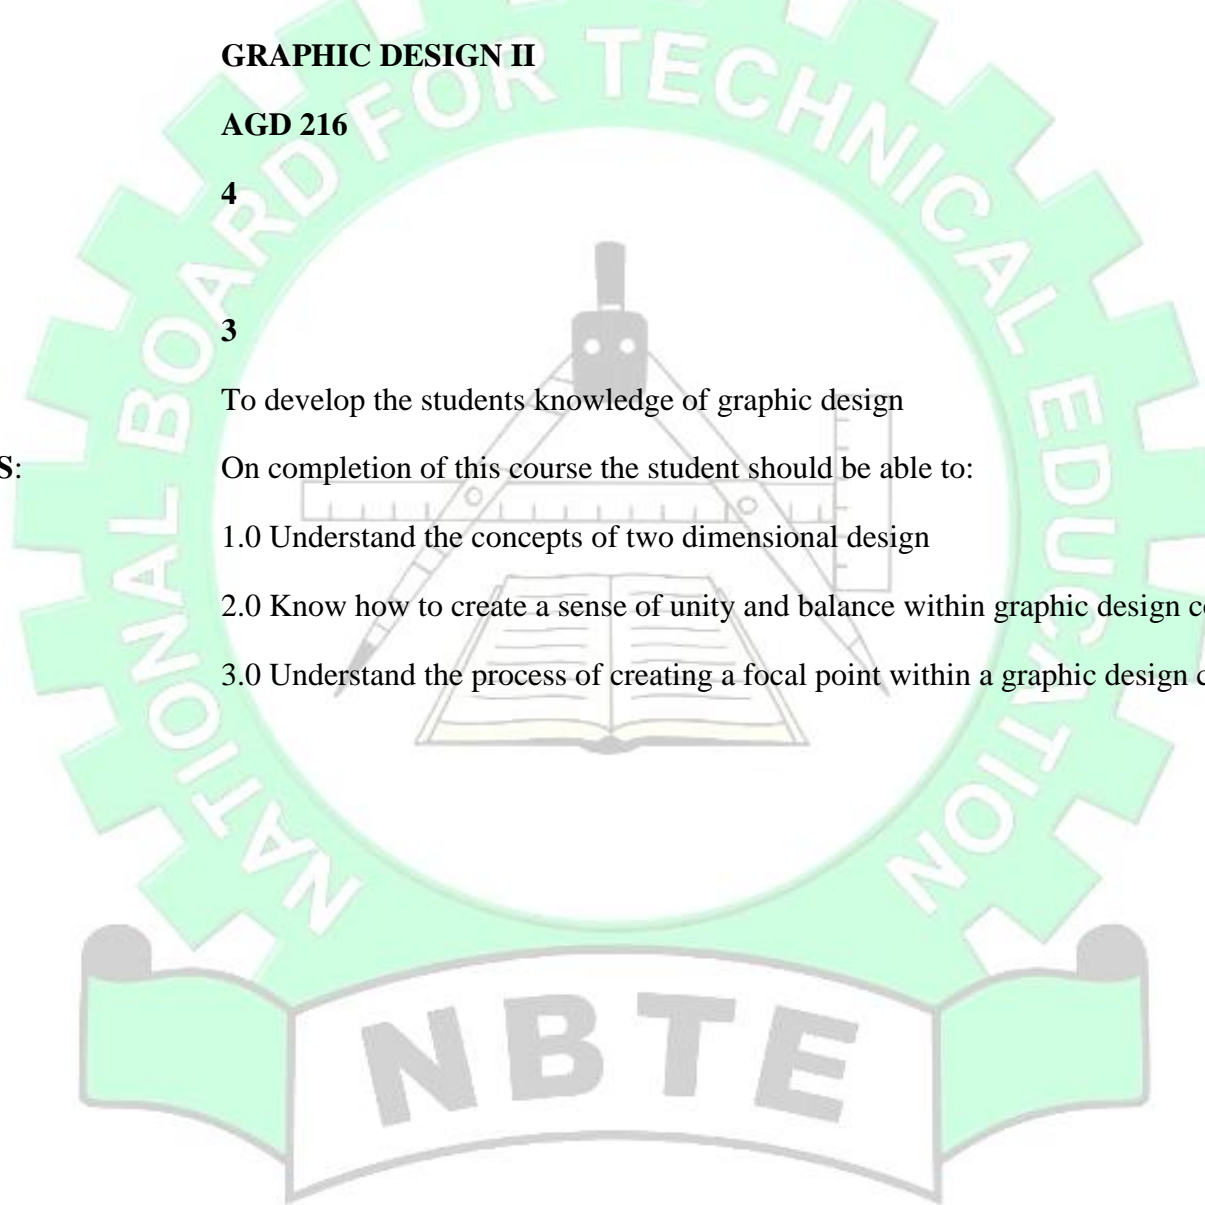 GRAPHIC DESIGN II
AGD 216
4
3
To develop the students knowledge of graphic design
S: On completion of this course the student should be able to:
1.0 Understand the concepts of two dimensional design
2.0 Know how to create a sense of unity and balance within graphic design
3.0 Understand the process of creating a focal point within a graphic design
NATIONAL BOARD FOR TECHNICAL EDUCATION
NBTE